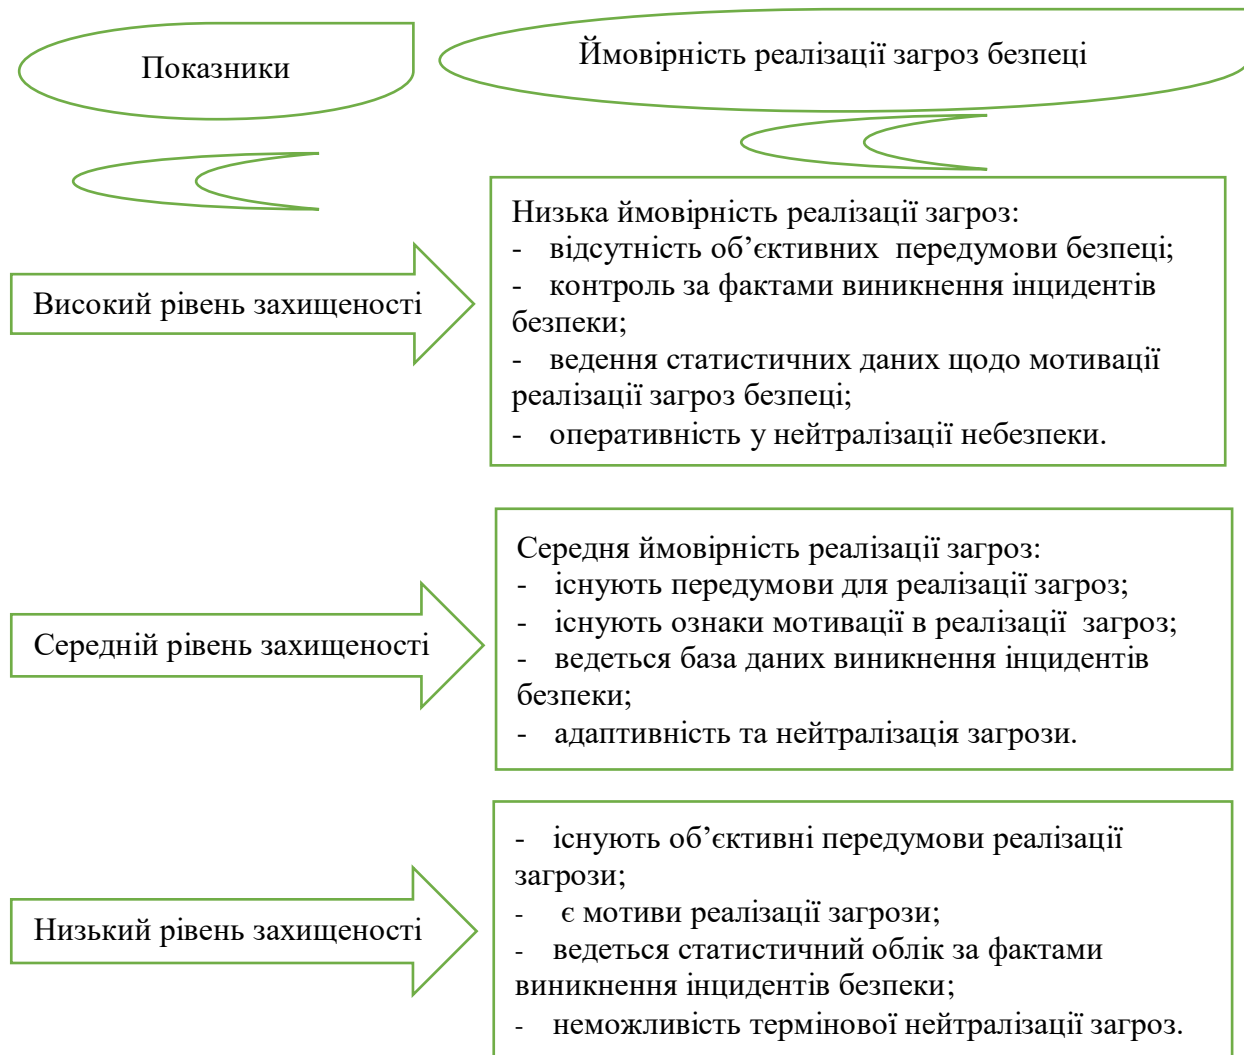 Показники
Ймовірність реалізації загроз безпеці
Високий рівень захищеності
Низька ймовірність реалізації загроз:
- відсутність об’єктивних передумови безпеці;
- контроль за фактами виникнення інцидентів
безпеки;
- ведення статистичних даних щодо мотивації
реалізації загроз безпеці;
- оперативність у нейтралізації небезпеки.
Середній рівень захищеності
Середня ймовірність реалізації загроз:
- існують передумови для реалізації загроз;
- існують ознаки мотивації в реалізації загроз;
- ведеться база даних виникнення інцидентів
безпеки;
- адаптивність та нейтралізація загрози.
Низький рівень захищеності
- існують об’єктивні передумови реалізації
загрози;
- є мотиви реалізації загрози;
- ведеться статистичний облік за фактами
виникнення інцидентів безпеки;
- неможливість термінової нейтралізації загроз.